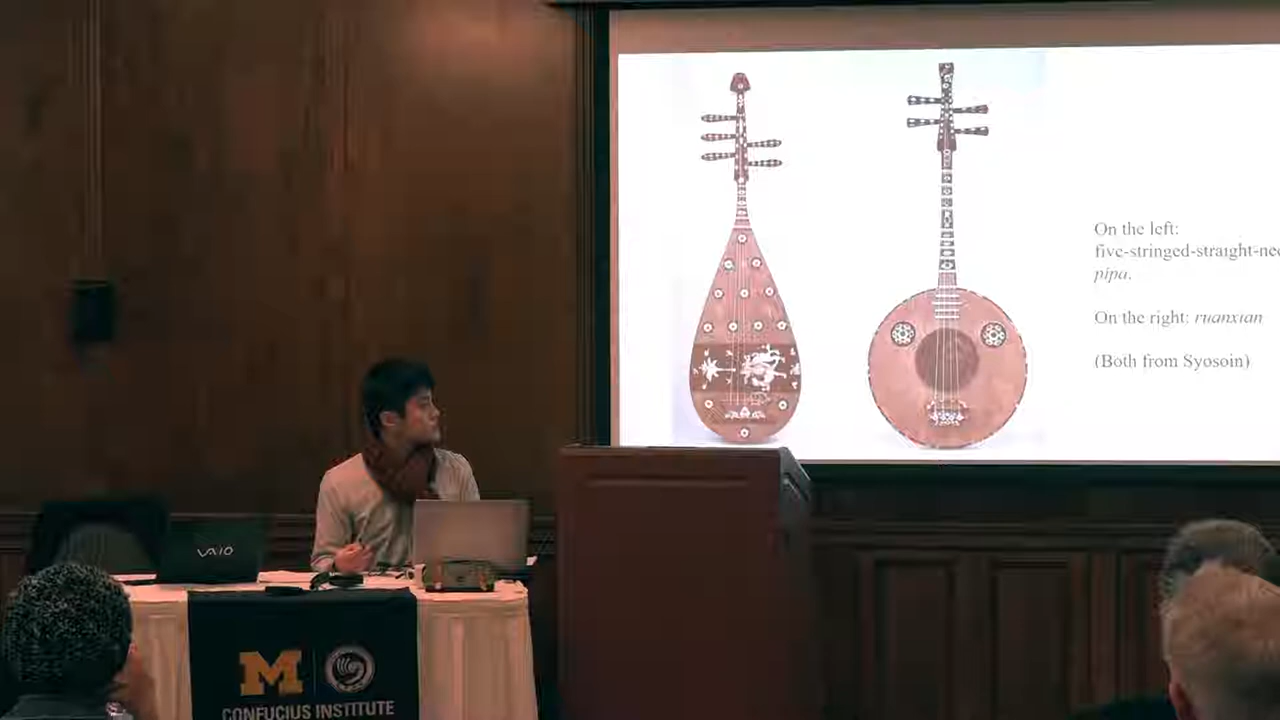 On the left:
five-stringed-straight-nec
pipa.
On the right: ruanxian
(Both from Syosoin)
VAIO
M
CONFUCIUS INSTITUTE